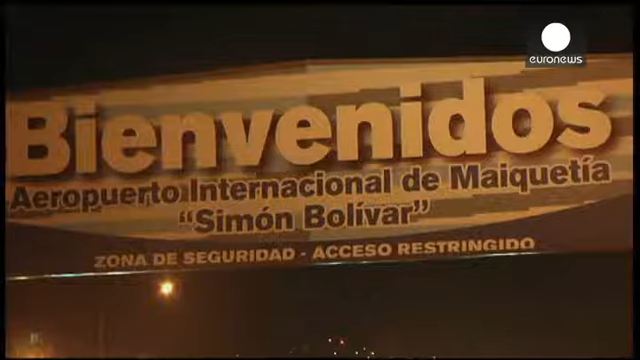 euronews
Bienvenidos
Aeropuerto Internacional de Maiquetía
“Simón Bolívar”
ZONA DE SEGURIDAD - ACCESO RESTRINGIDO